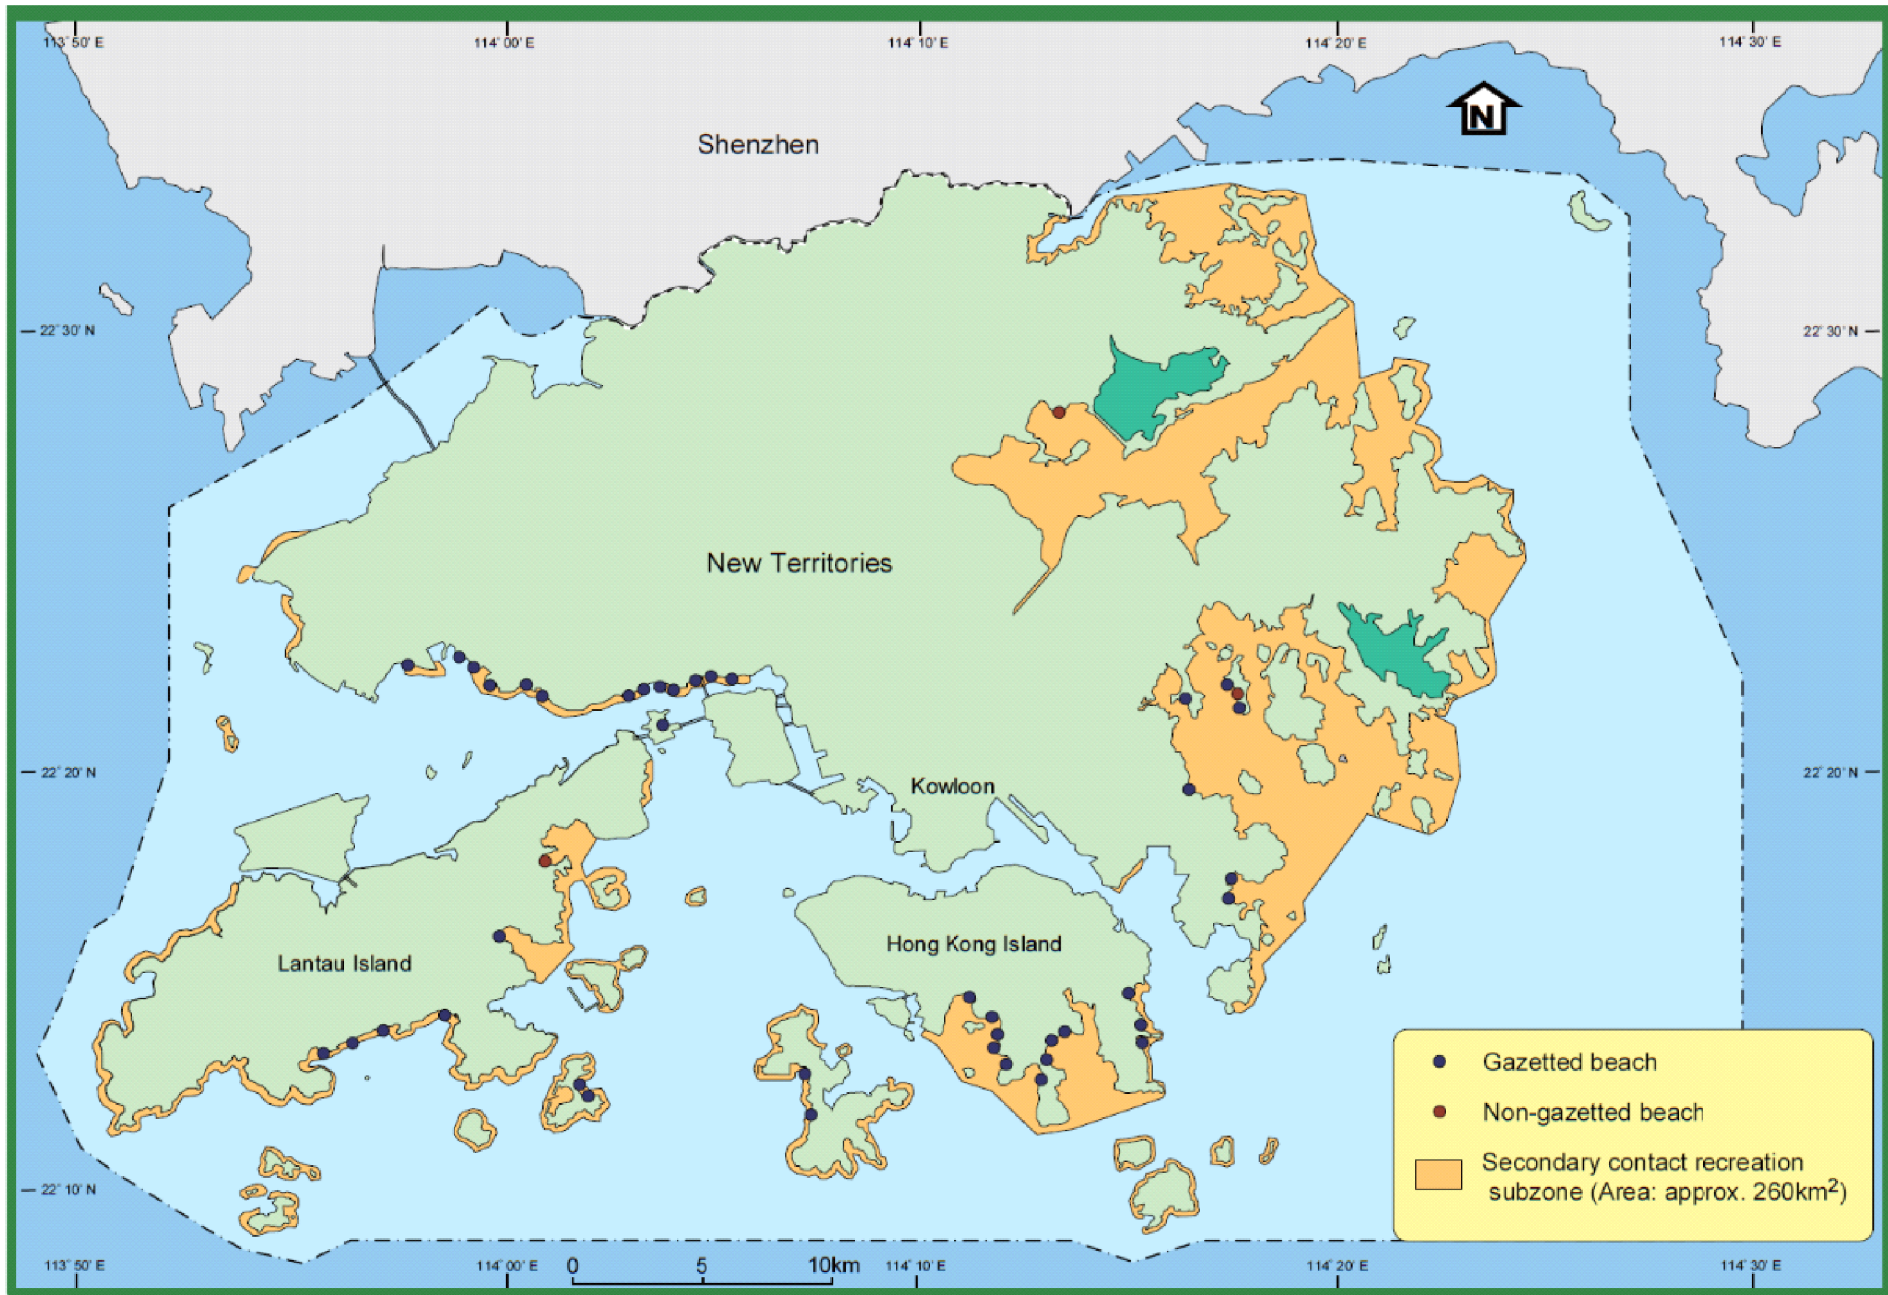 113° 50' E
114° 00' E
114° 10' E
114° 20' E
114° 30' E
N
Shenzhen
22° 30' N
22° 30' N
New Territories
22° 20' N
22° 20' N
Kowloon
Hong Kong Island
Lantau Island
Gazetted beach
Non-gazetted beach
Secondary contact recreation
subzone (Area: approx. 260km²)
22° 10' N
113° 50' E
114° 00' E
0 5 10km
114° 10' E
114° 20' E
114° 30' E